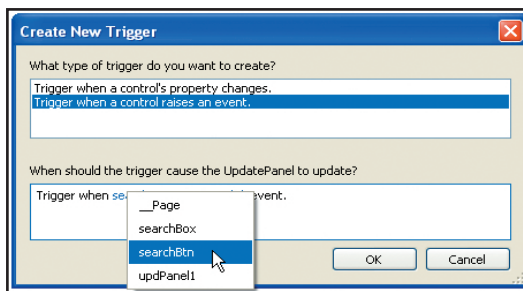 Create New Trigger
What type of trigger do you want to create?
Trigger when a control's property changes.
Trigger when a control raises an event.
When should the trigger cause the UpdatePanel to update?
Trigger when event.
__Page
searchBox
searchBtn
updPanel1
OK Cancel